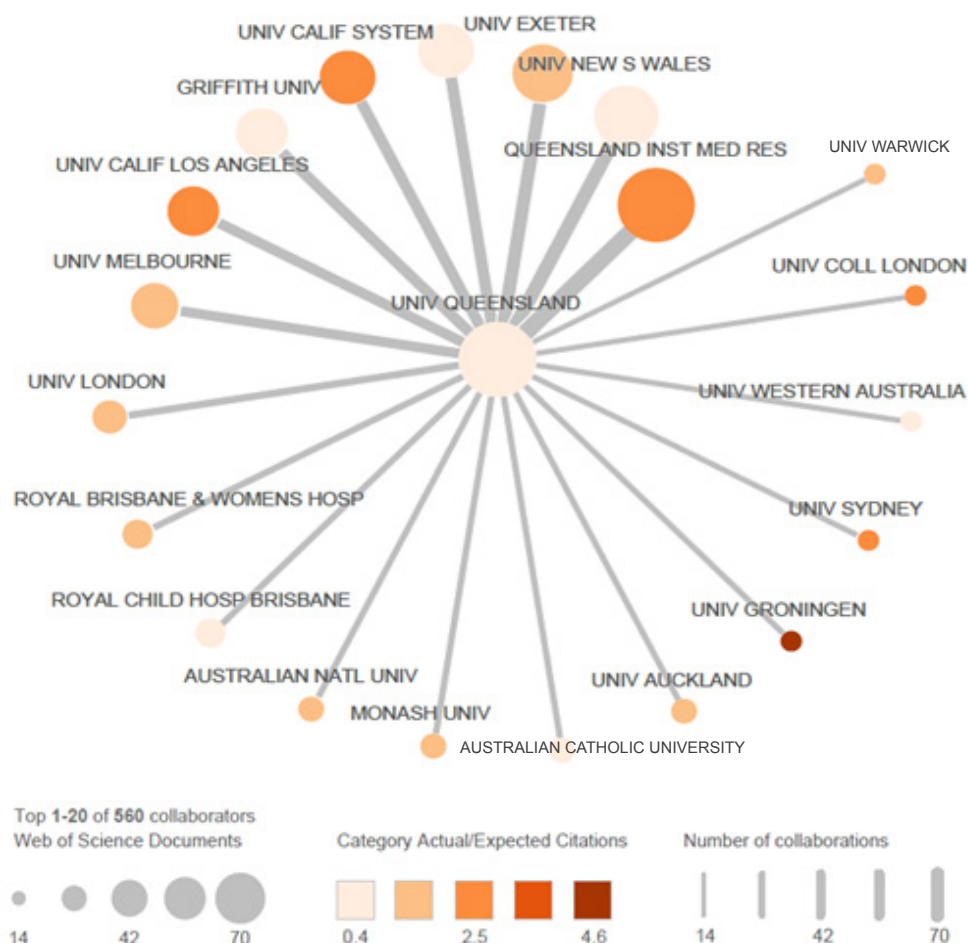 UNIV EXETER
UNIV CALIF SYSTEM
UNIV NEW S WALES
GRIFFITH UNIV
QUEENSLAND INST MED RES
UNIV WARWICK
UNIV CALIF LOS ANGELES
UNIV MELBOURNE
UNIV COLL LONDON
UNIV QUEENSLAND
UNIV LONDON
UNIV WESTERN AUSTRALIA
ROYAL BRISBANE & WOMENS HOSP
UNIV SYDNEY
ROYAL CHILD HOSP BRISBANE
UNIV GRONINGEN
AUSTRALIAN NATL UNIV
UNIV AUCKLAND
MONASH UNIV
AUSTRALIAN CATHOLIC UNIVERSITY
Top 1-20 of 560 collaborators
Web of Science Documents
Category Actual/Expected Citations
Number of collaborations
14 42 70
0.4 2.5 4.6
14 42 70